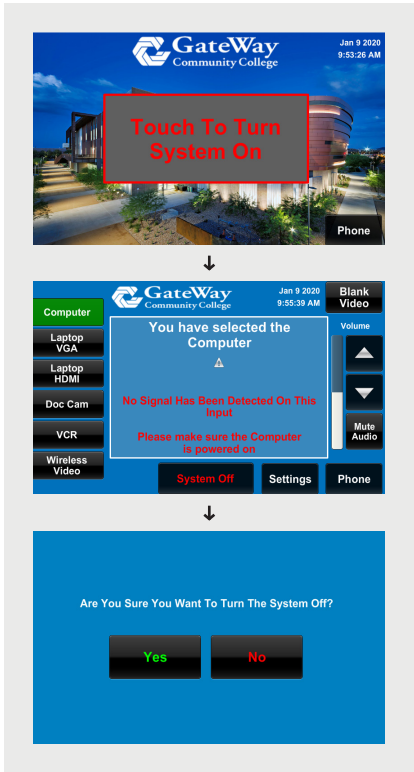 GateWay
Community College
Jan 9 2020
9:53:26 AM
Touch To Turn
System On
Phone
↓
GateWay
Community College
Jan 9 2020
9:55:39 AM
Blank
Video
Computer
Laptop
VGA
Laptop
HDMI
Doc Cam
VCR
Wireless
Video
You have selected the
Computer
No Signal Has Been Detected On This
Input
Please make sure the Computer
is powered on
Volume
Mute
Audio
System Off
Settings
Phone
↓
Are You Sure You Want To Turn The System Off?
Yes
No